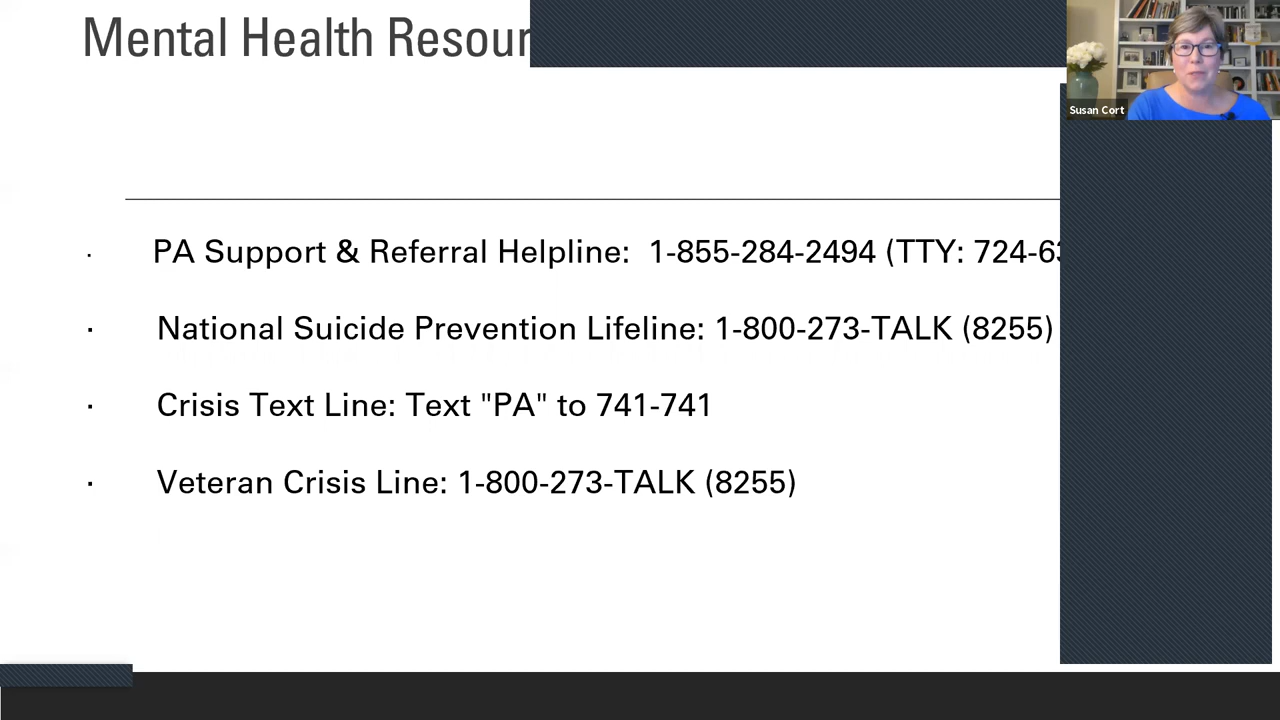 Mental Health Resour
Susan Cort
· PA Support & Referral Helpline: 1-855-284-2494 (TTY: 724-63
· National Suicide Prevention Lifeline: 1-800-273-TALK (8255)
· Crisis Text Line: Text "PA" to 741-741
· Veteran Crisis Line: 1-800-273-TALK (8255)